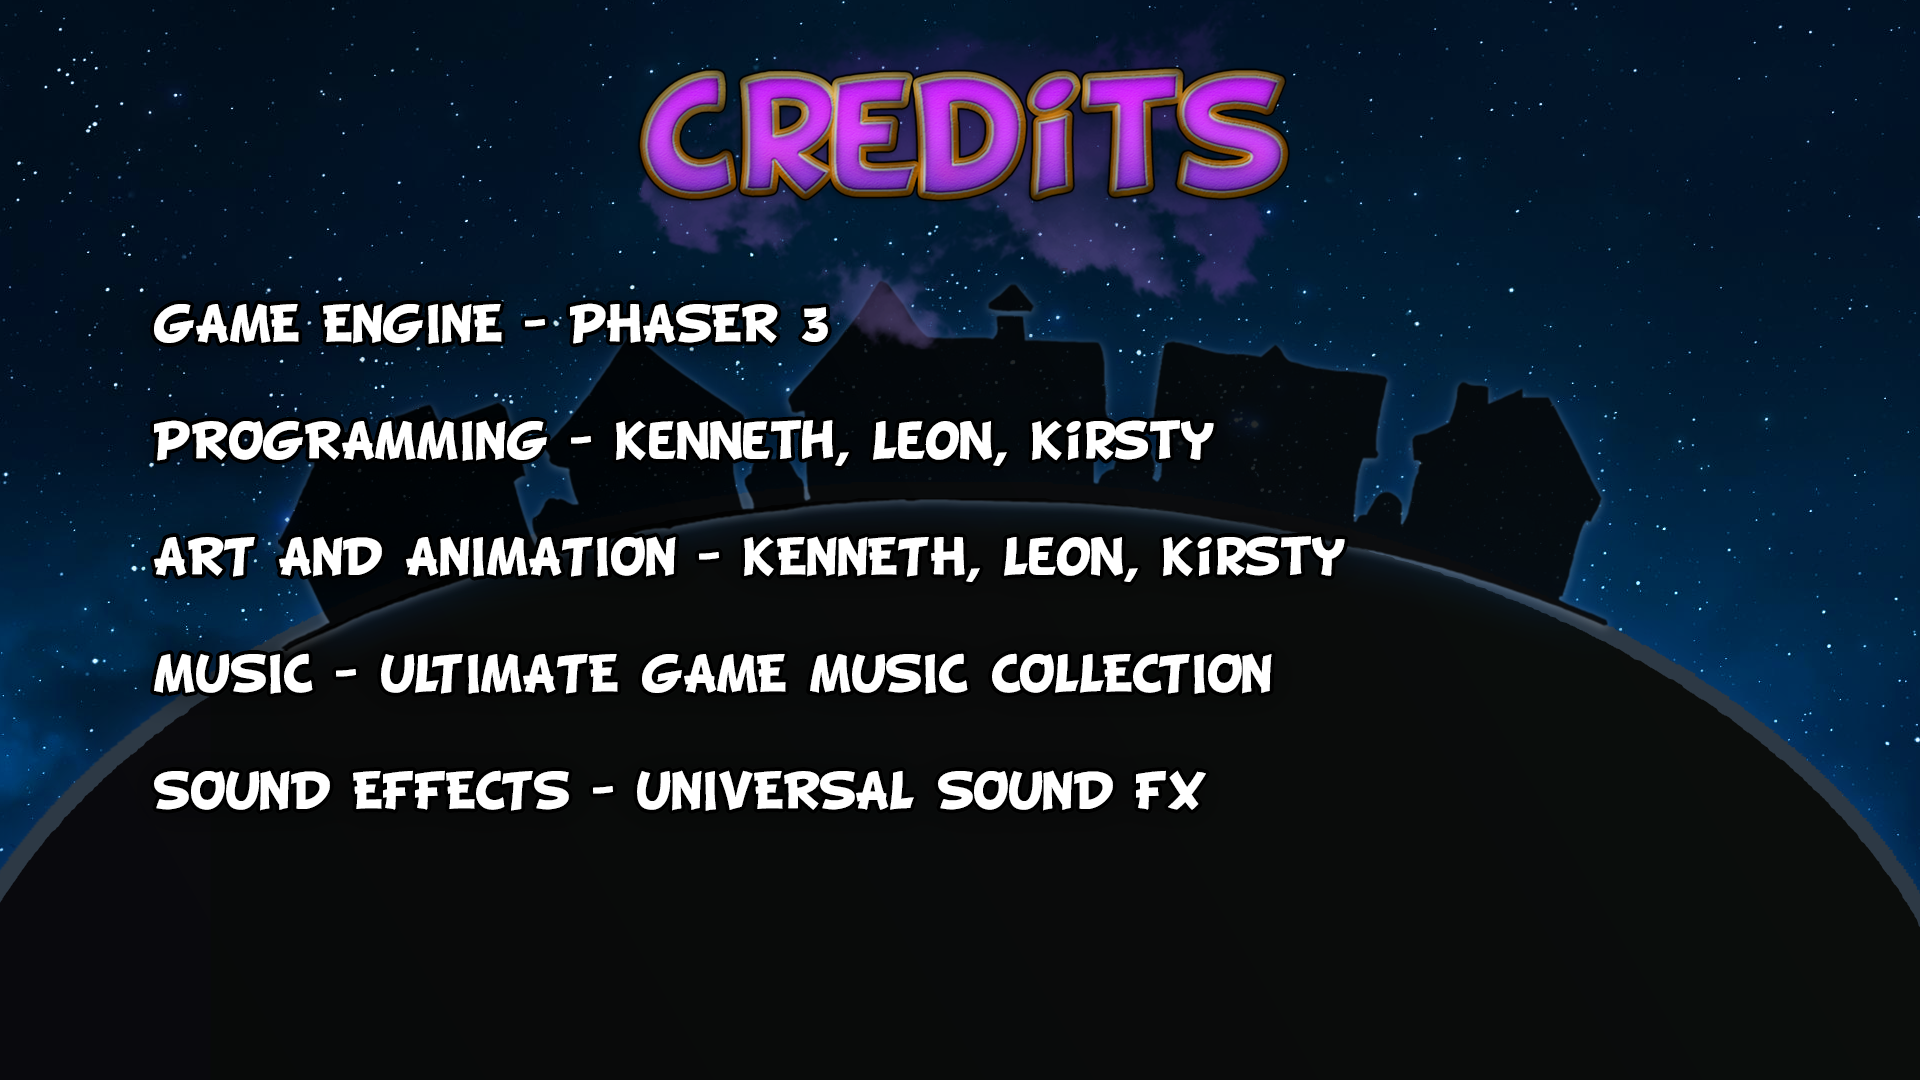 CREDiTS
GAME ENGINE - PHASER 3
PROGRAMMING - KENNETH, LEON, KiRSTY
ART AND ANIMATION - KENNETH, LEON, KiRSTY
MUSIC - ULTIMATE GAME MUSIC COLLECTION
SOUND EFFECTS - UNIVERSAL SOUND FX